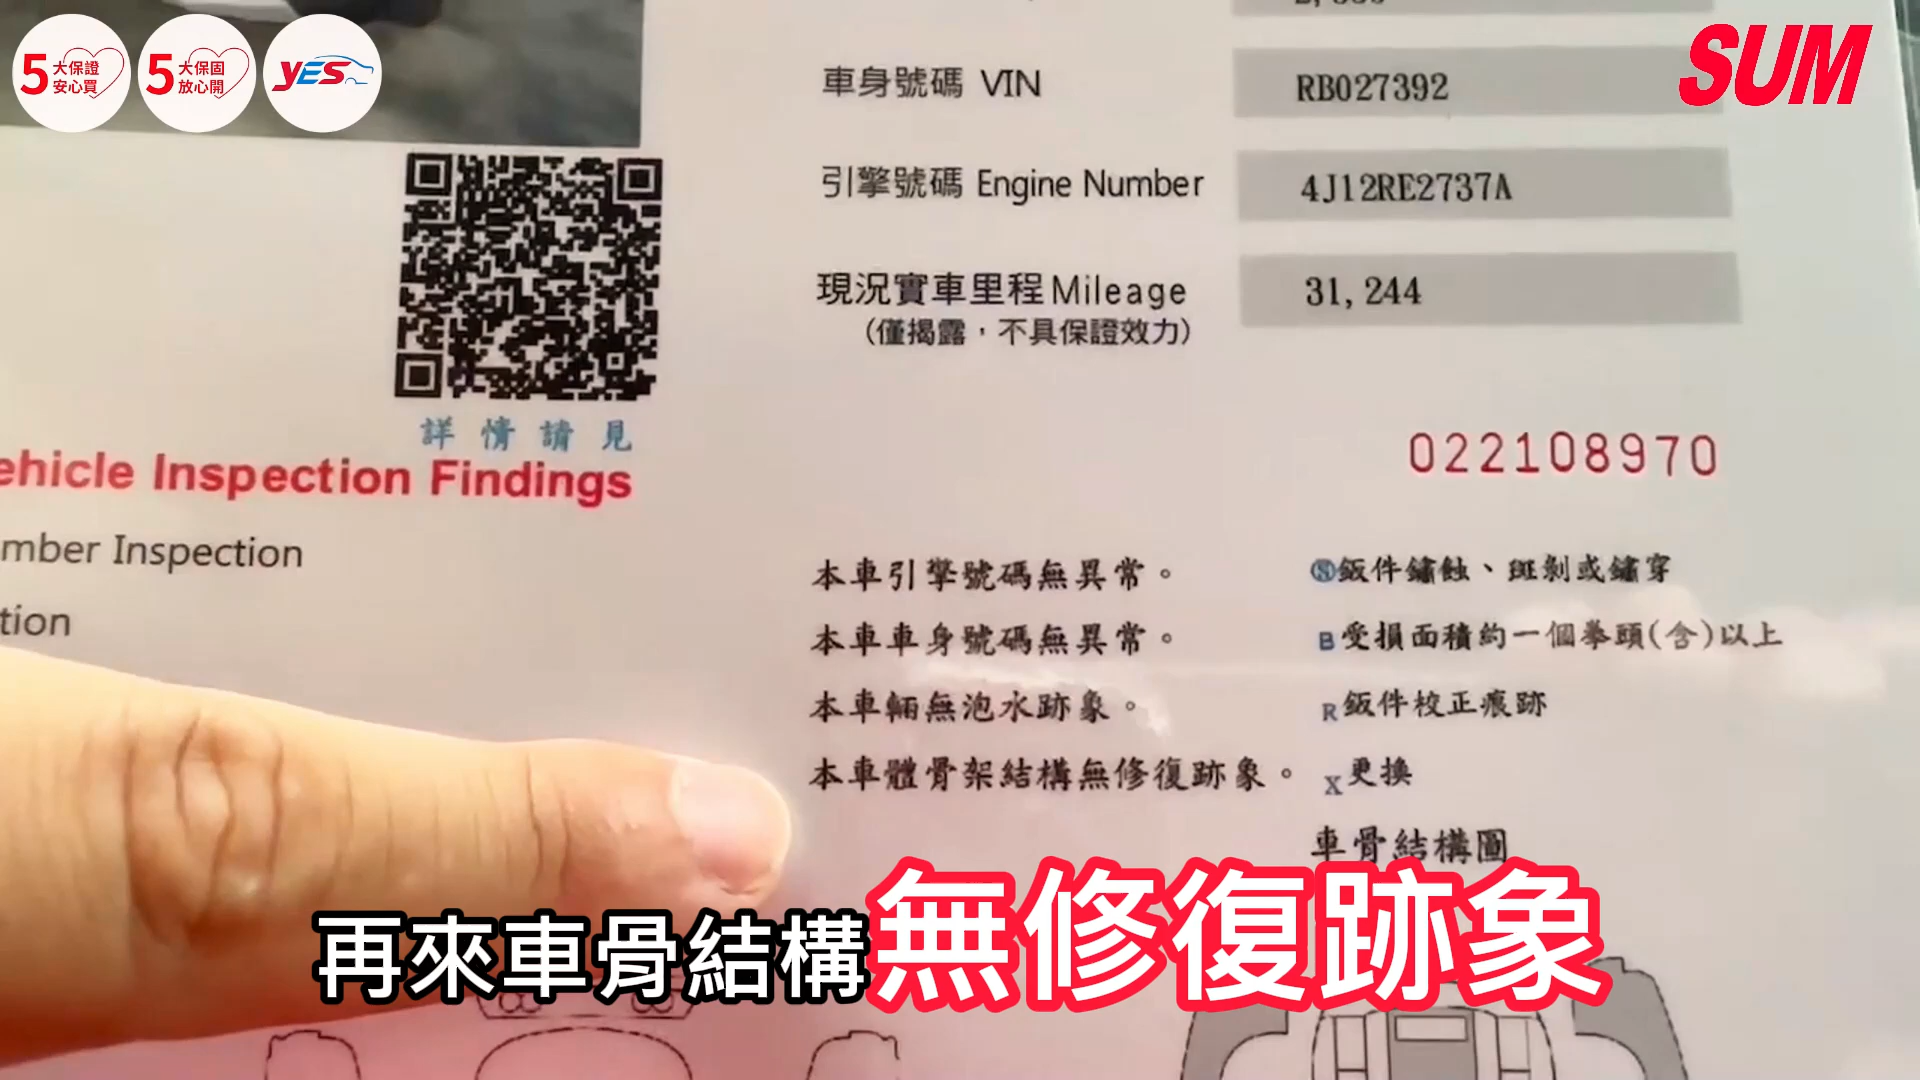 5大保證
安心買
5大保固
放心開
YES
SUM
車身號碼 VIN
RB027392
引擎號碼 Engine Number
4J12RE2737A
現況實車里程Mileage
31,244
(僅揭露，不具保證效力)
詳情請見
022108970
ehicle Inspection Findings
mber Inspection
tion
本車引擎號碼無異常。
本車車身號碼無異常。
本車輛無泡水跡象。
本車體骨架結構無修復跡象。
Ⓢ鈑件鏽蝕、斑剝或鏽穿
B受損面積約一個拳頭(含)以上
R鈑件校正痕跡
X更換
車骨結構圖
再來車骨結構無修復跡象